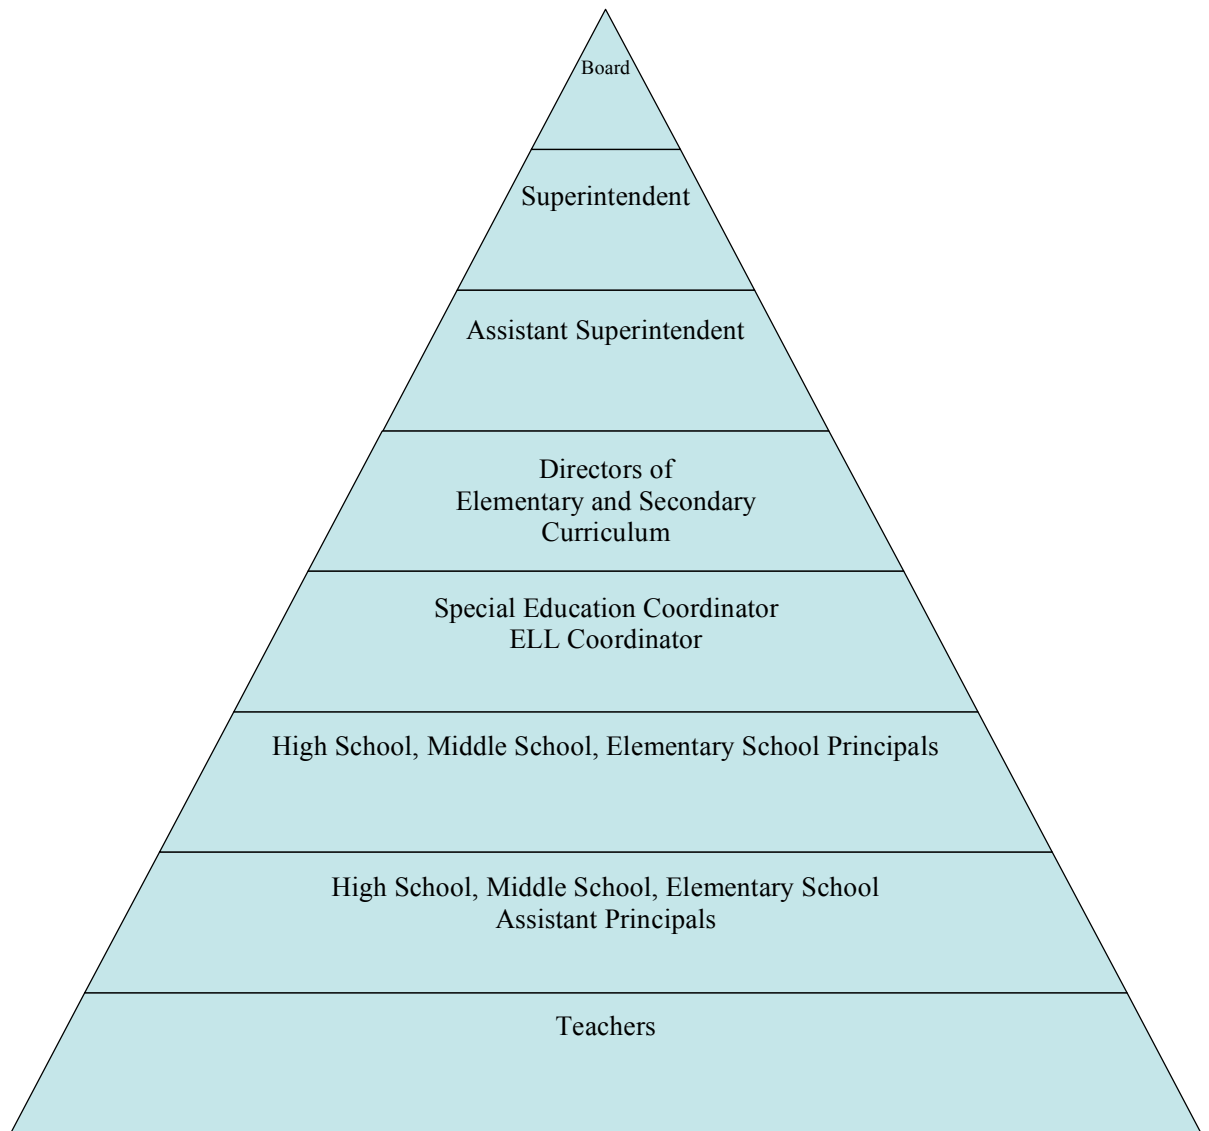 Board
Superintendent
Assistant Superintendent
Directors of
Elementary and Secondary
Curriculum
Special Education Coordinator
ELL Coordinator
High School, Middle School, Elementary School Principals
High School, Middle School, Elementary School
Assistant Principals
Teachers